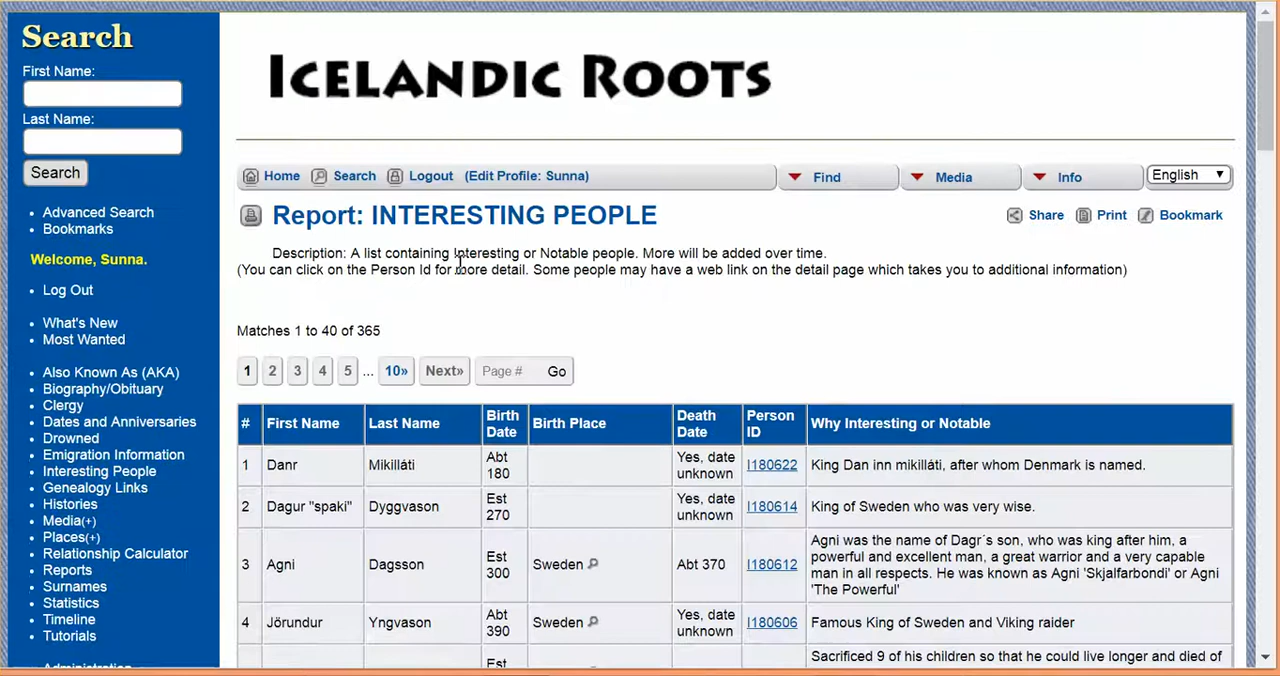 Search
First Name:
Last Name:
Search
Advanced Search
Bookmarks
Welcome, Sunna.
Log Out
What's New
Most Wanted
Also Known As (AKA)
Biography/Obituary
Clergy
Dates and Anniversaries
Drowned
Emigration Information
Interesting People
Genealogy Links
Histories
Media(+)
Places(+)
Relationship Calculator
Reports
Surnames
Statistics
Timeline
Tutorials
Administration
ICELANDIC ROOTS
Home Search Logout (Edit Profile: Sunna) Find Media Info English
Report: INTERESTING PEOPLE Share Print Bookmark
Description: A list containing Interesting or Notable people. More will be added over time.
(You can click on the Person Id for more detail. Some people may have a web link on the detail page which takes you to additional information)
Matches 1 to 40 of 365
1 2 3 4 5 ... 10» Next» Page # Go
# First Name Last Name Birth Date Birth Place Death Date Person ID Why Interesting or Notable
1 Danr Mikilláti Abt 180 Yes, date unknown I180622 King Dan inn mikilláti, after whom Denmark is named.
2 Dagur "spaki" Dyggvason Est 270 Yes, date unknown I180614 King of Sweden who was very wise.
3 Agni Dagsson Est 300 Sweden Abt 370 I180612 Agni was the name of Dagr´s son, who was king after him, a
powerful and excellent man, a great warrior and a very capable
man in all respects. He was known as Agni 'Skjalfarbondi' or Agni
'The Powerful'
4 Jörundur Yngvason Abt 390 Sweden Yes, date unknown I180606 Famous King of Sweden and Viking raider
Est Sacrificed 9 of his children so that he could live longer and died of